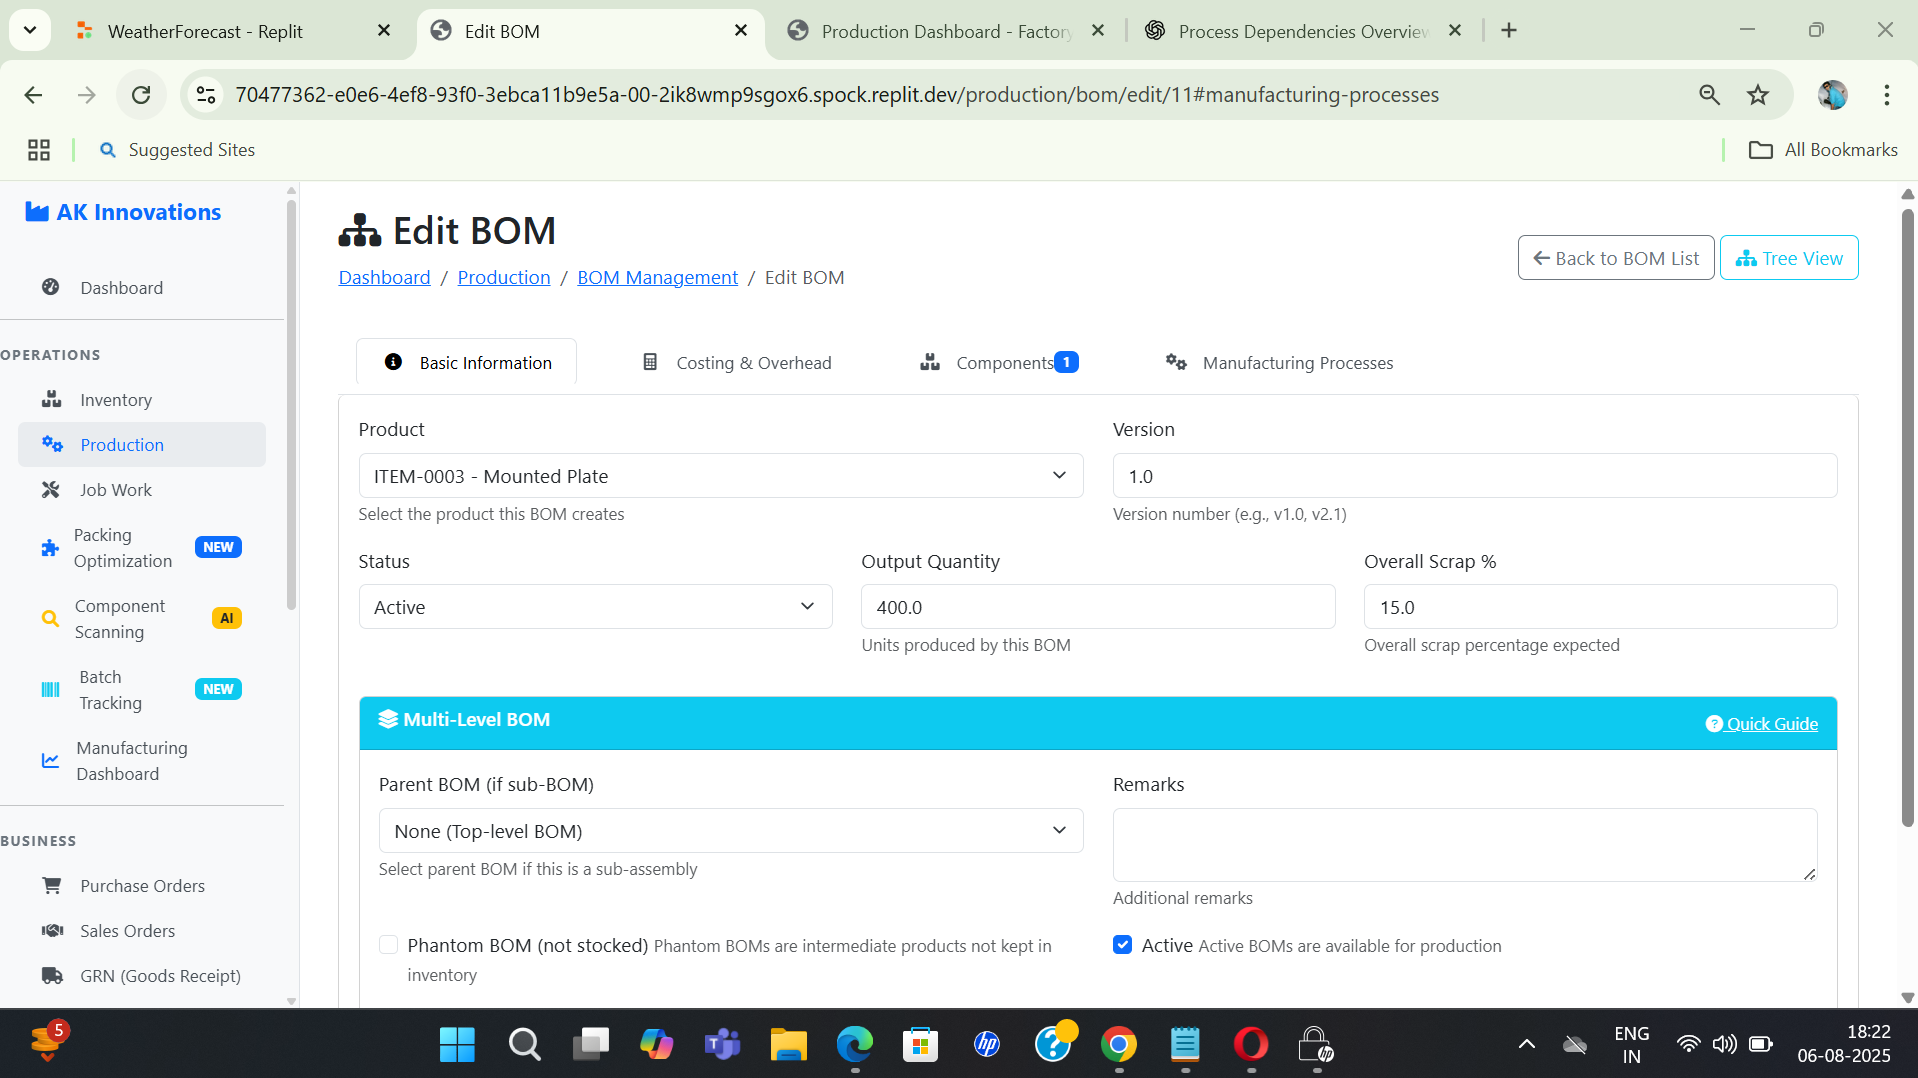 WeatherForecast - Replit
Edit BOM
Production Dashboard - Factory
Process Dependencies Overview
70477362-e0e6-4ef8-93f0-3ebca11b9e5a-00-2ik8wmp9sgox6.spock.replit.dev/production/bom/edit/11#manufacturing-processes
Suggested Sites
All Bookmarks
AK Innovations
Dashboard
OPERATIONS
Inventory
Production
Job Work
Packing Optimization NEW
Component Scanning AI
Batch Tracking NEW
Manufacturing Dashboard
BUSINESS
Purchase Orders
Sales Orders
GRN (Goods Receipt)
Edit BOM
Dashboard / Production / BOM Management / Edit BOM
Back to BOM List
Tree View
Basic Information
Costing & Overhead
Components 1
Manufacturing Processes
Product
ITEM-0003 - Mounted Plate
Select the product this BOM creates
Version
1.0
Version number (e.g., v1.0, v2.1)
Status
Active
Output Quantity
400.0
Units produced by this BOM
Overall Scrap %
15.0
Overall scrap percentage expected
Multi-Level BOM
? Quick Guide
Parent BOM (if sub-BOM)
None (Top-level BOM)
Select parent BOM if this is a sub-assembly
Remarks
Additional remarks
Phantom BOM (not stocked) Phantom BOMs are intermediate products not kept in
inventory
Active Active BOMs are available for production
5
T
hp
?
hp
ENG
IN
18:22
06-08-2025